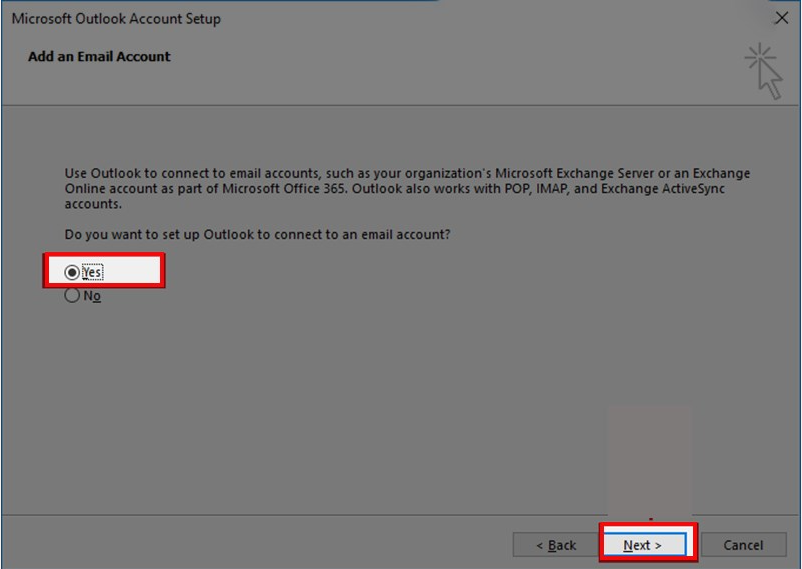 Microsoft Outlook Account Setup
Add an Email Account
Use Outlook to connect to email accounts, such as your organization's Microsoft Exchange Server or an Exchange
Online account as part of Microsoft Office 365. Outlook also works with POP, IMAP, and Exchange ActiveSync
accounts.
Do you want to set up Outlook to connect to an email account?
Yes
No
< Back Next > Cancel